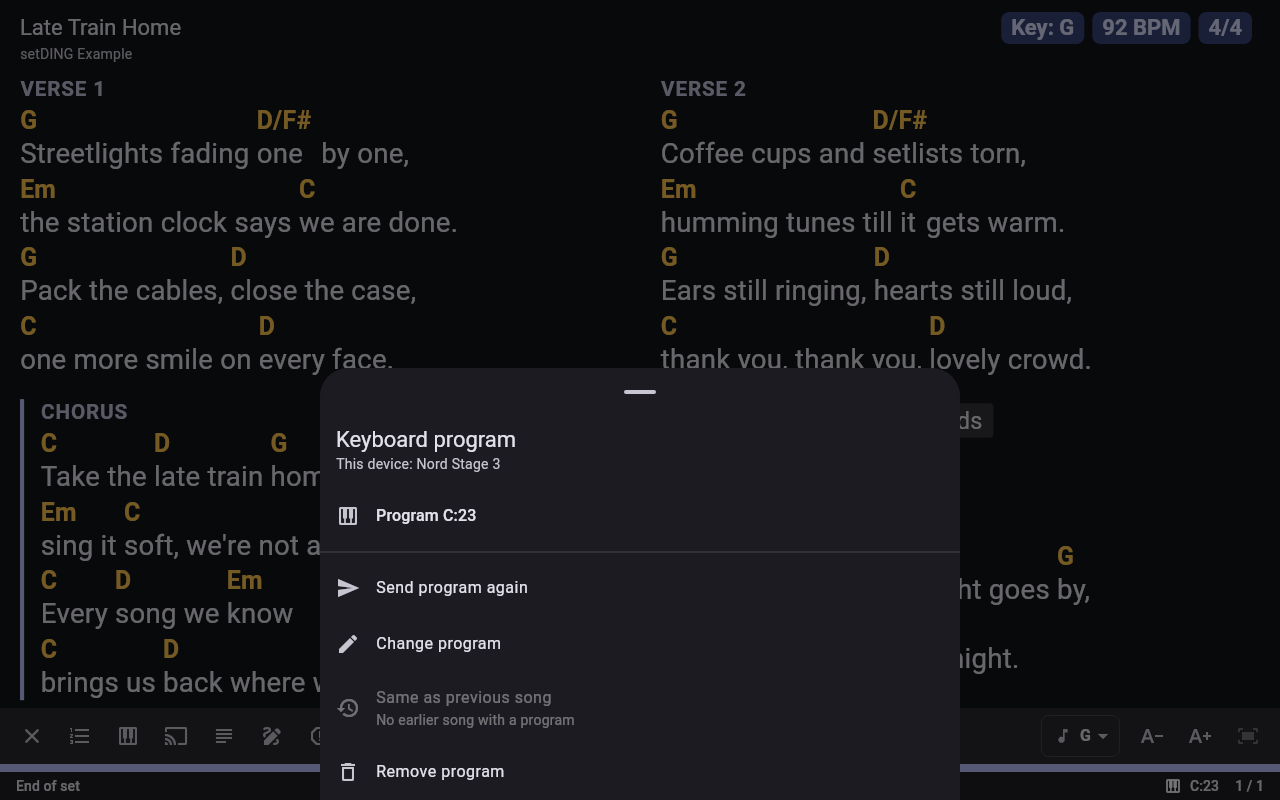 Late Train Home
setDING Example
Key: G
92 BPM
4/4
VERSE 1
G D/F#
Streetlights fading one by one,
Em C
the station clock says we are done.
G D
Pack the cables, close the case,
C D
one more smile on every face.
CHORUS
C D G
Take the late train hom
Em C
sing it soft, we're not a
C D Em
Every song we know
C D
brings us back where
VERSE 2
G D/F#
Coffee cups and setlists torn,
Em C
humming tunes till it gets warm.
G D
Ears still ringing, hearts still loud,
C D
thank you, thank you, lovely crowd.
ds
G
ht goes by,
ight.
Keyboard program
This device: Nord Stage 3
Program C:23
Send program again
Change program
Same as previous song
No earlier song with a program
Remove program
G
A−
A+
End of set
C:23
1 / 1